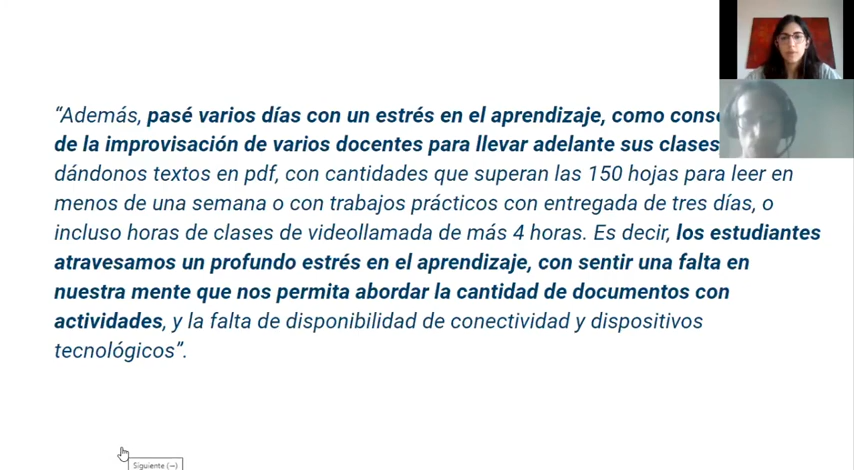 “Además, pasé varios días con un estrés en el aprendizaje, como
de la improvisación de varios docentes para llevar adelante sus clases
dándonos textos en pdf, con cantidades que superan las 150 hojas para leer en
menos de una semana o con trabajos prácticos con entregada de tres días, o
incluso horas de clases de videollamada de más 4 horas. Es decir, los estudiantes
atravesamos un profundo estrés en el aprendizaje, con sentir una falta en
nuestra mente que nos permita abordar la cantidad de documentos con
actividades, y la falta de disponibilidad de conectividad y dispositivos
tecnológicos”.
Siguiente (—)